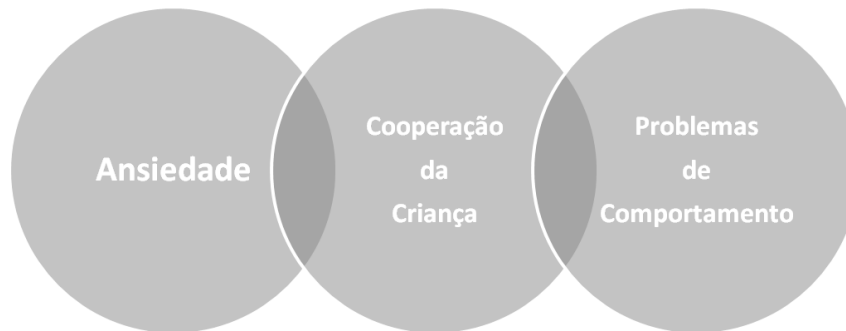 Ansiedade
Cooperação
da
Criança
Problemas
de
Comportamento